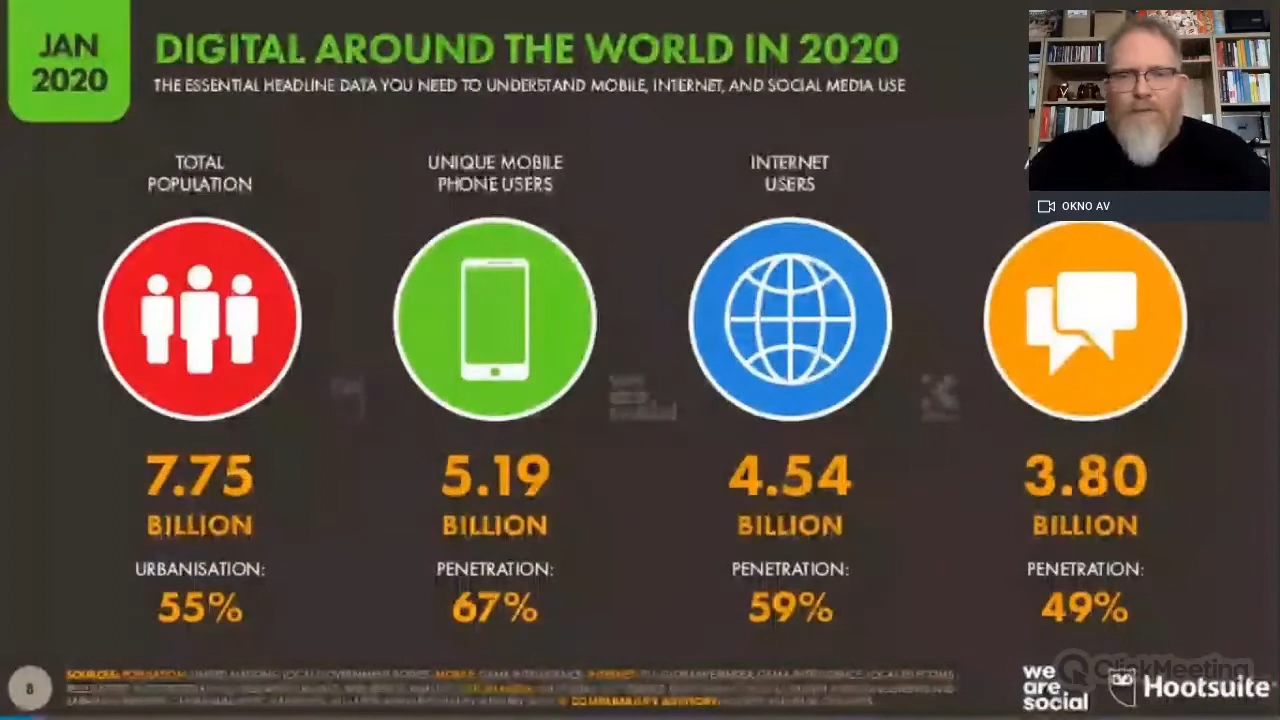 JAN
2020
DIGITAL AROUND THE WORLD IN 2020
THE ESSENTIAL HEADLINE DATA YOU NEED TO UNDERSTAND MOBILE, INTERNET, AND SOCIAL MEDIA USE
OKNO AV
TOTAL
POPULATION
UNIQUE MOBILE
PHONE USERS
INTERNET
USERS
7.75
BILLION
URBANISATION:
55%
5.19
BILLION
PENETRATION:
67%
4.54
BILLION
PENETRATION:
59%
3.80
BILLION
PENETRATION:
49%
8
we
are
social
Hootsuite
ClickMeeting